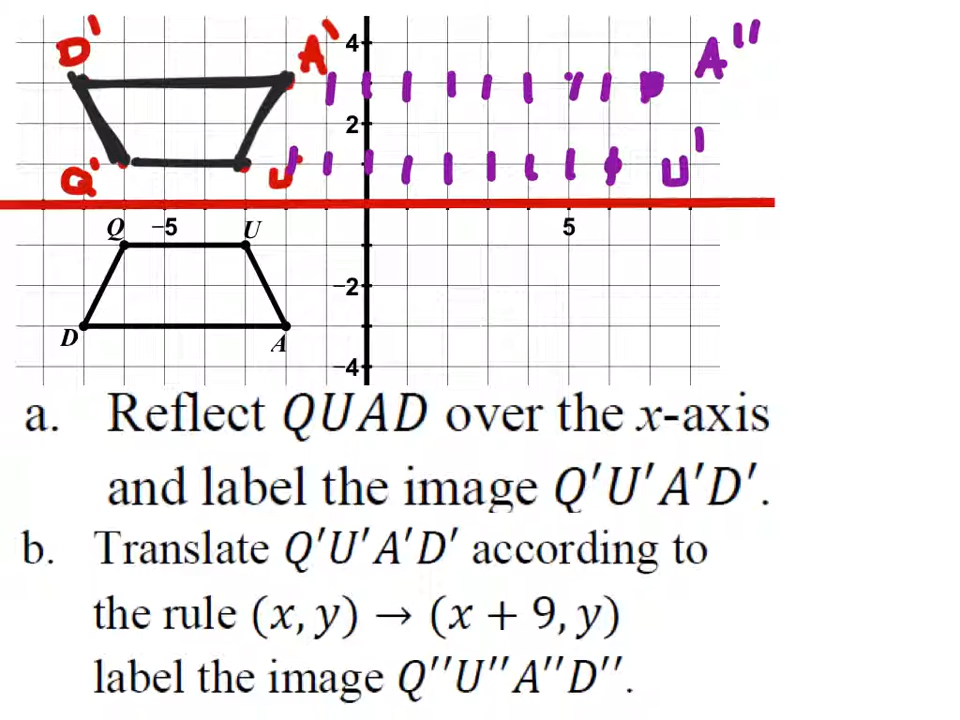 D' A' 4 A''
2
Q' U' U'
Q −5 U 5
−2
D A
−4
a. Reflect QUAD over the x-axis
and label the image Q′U′A′D′.
b. Translate Q′U′A′D′ according to
the rule (x, y) → (x + 9, y)
label the image Q′′U′′A′′D′′.